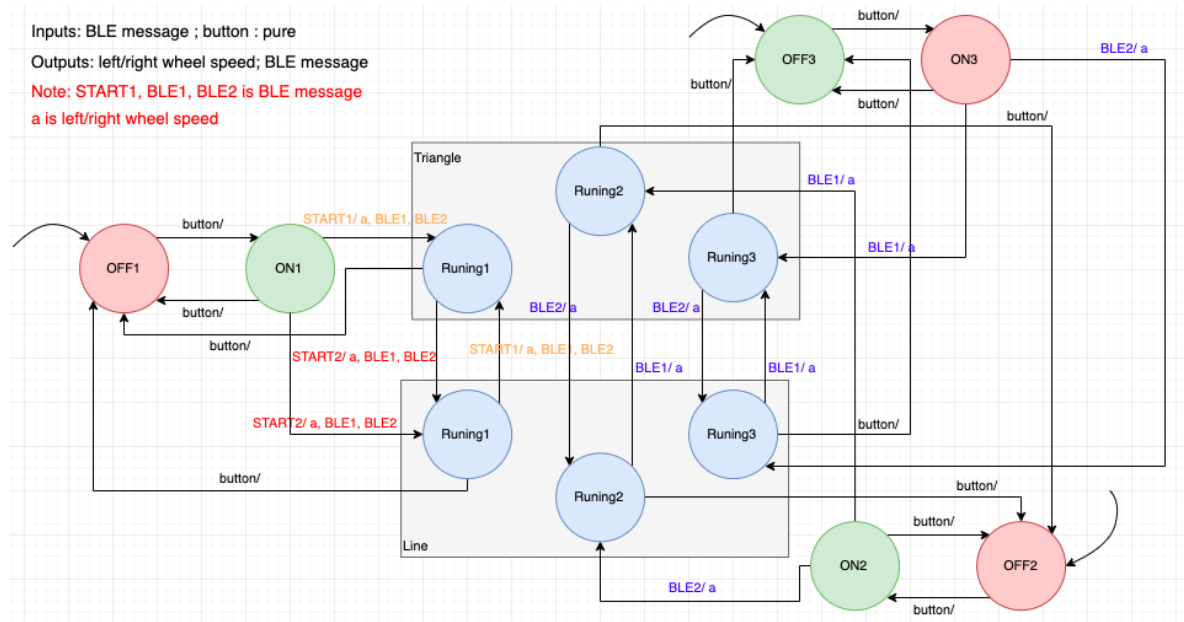 Inputs: BLE message ; button : pure
Outputs: left/right wheel speed; BLE message
Note: START1, BLE1, BLE2 is BLE message
a is left/right wheel speed
button/
OFF3
ON3
BLE2/ a
button/
button/
button/
Triangle
Runing2
BLE1/ a
button/
START1/ a, BLE1, BLE2
BLE1/ a
Runing3
OFF1
ON1
Runing1
button/
BLE2/ a
BLE2/ a
button/
START2/ a, BLE1, BLE2
START1/ a, BLE1, BLE2
BLE1/ a
BLE1/ a
START2/ a, BLE1, BLE2
Runing1
Runing3
button/
button/
Runing2
button/
button/
Line
ON2
OFF2
BLE2/ a
button/